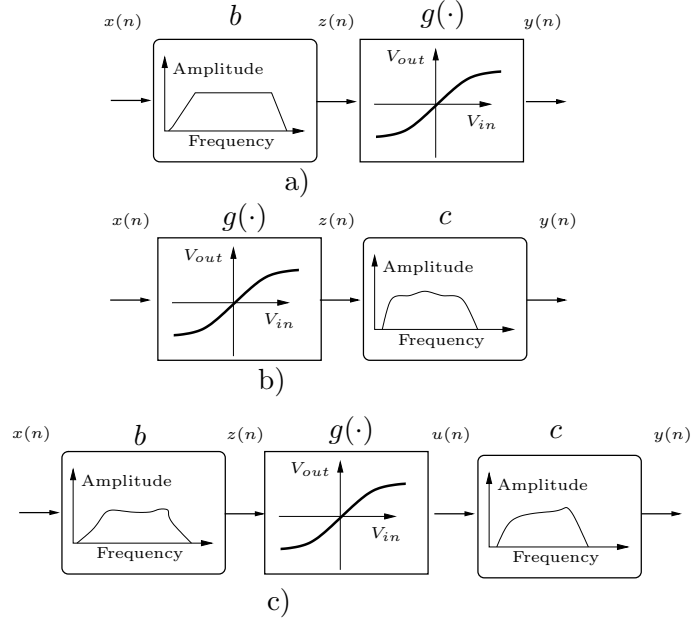 b
g(·)
x(n)
z(n)
y(n)
Amplitude
Frequency
V_out
V_in
a)
g(·)
c
x(n)
z(n)
y(n)
V_out
V_in
Amplitude
Frequency
b)
b
g(·)
c
x(n)
z(n)
u(n)
y(n)
Amplitude
Frequency
V_out
V_in
Amplitude
Frequency
c)